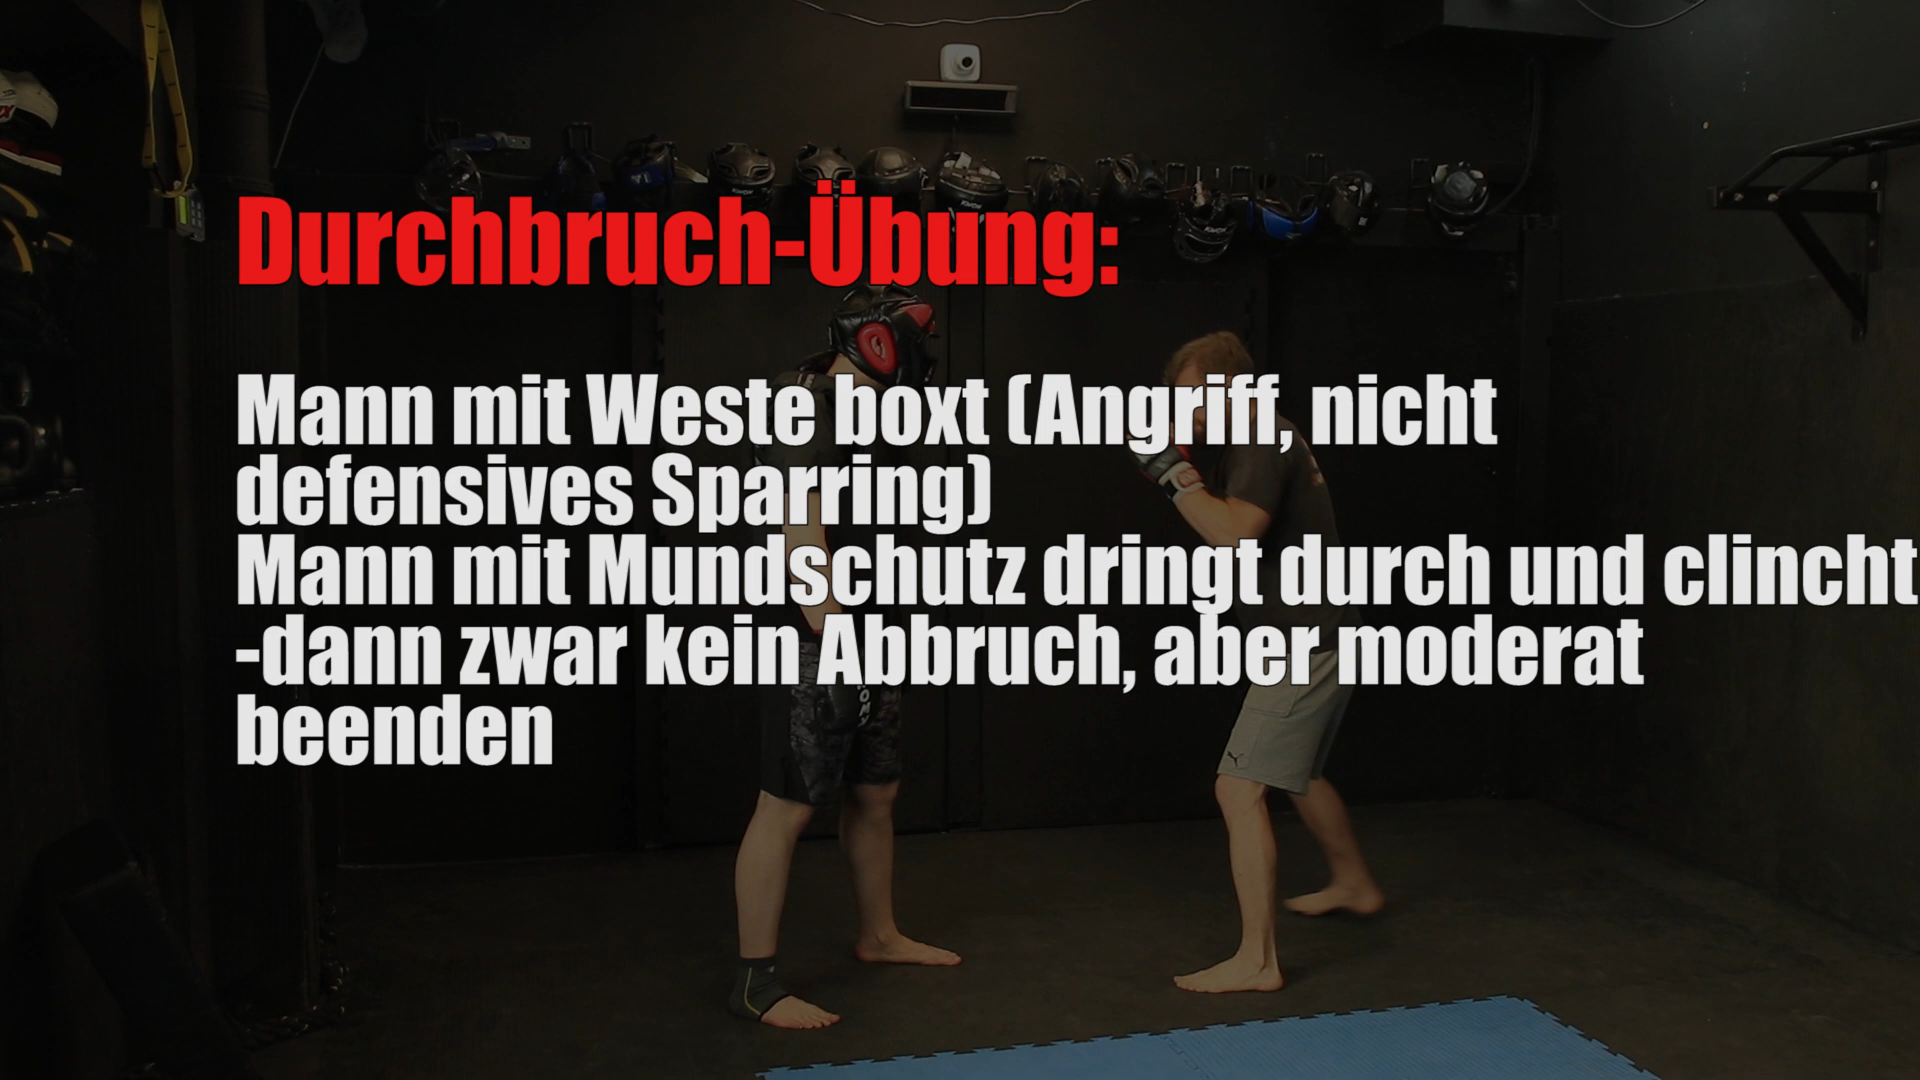 Durchbruch-Übung:
Mann mit Weste boxt (Angriff, nicht
defensives Sparring)
Mann mit Mundschutz dringt durch und clincht
-dann zwar kein Abbruch, aber moderat
beenden